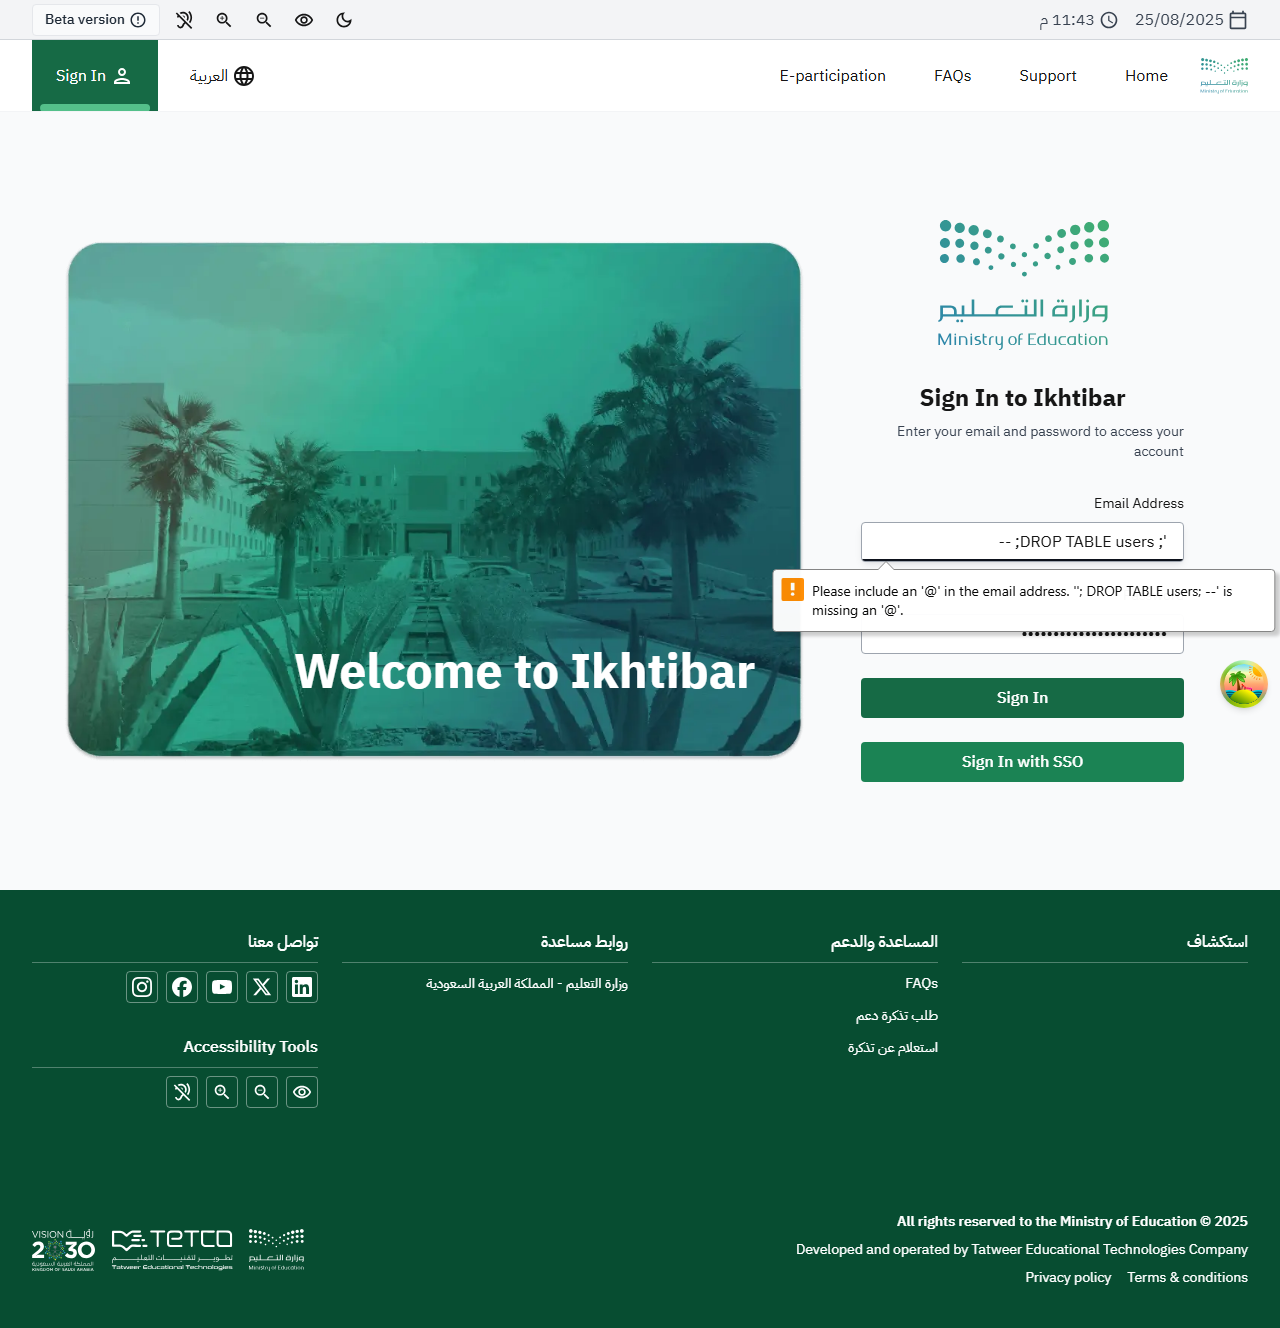 Beta version
11:43 م
25/08/2025
Sign In
العربية
E-participation
FAQs
Support
Home
وزارة التعليم
Ministry of Education
وزارة التعليم
Ministry of Education
Welcome to Ikhtibar
Sign In to Ikhtibar
Enter your email and password to access your
account
Email Address
-- ;DROP TABLE users ;'
Please include an '@' in the email address. ''; DROP TABLE users; --' is
missing an '@'.
Sign In
Sign In with SSO
استكشاف
المساعدة والدعم
FAQs
طلب تذكرة دعم
استعلام عن تذكرة
روابط مساعدة
وزارة التعليم - المملكة العربية السعودية
تواصل معنا
Accessibility Tools
VISION رؤية
2030
المملكة العربية السعودية
KINGDOM OF SAUDI ARABIA
TETCO
تطوير لتقنيات التعليم
Tatweer Educational Technologies
وزارة التعليم
Ministry of Education
All rights reserved to the Ministry of Education © 2025
Developed and operated by Tatweer Educational Technologies Company
Privacy policy
Terms & conditions